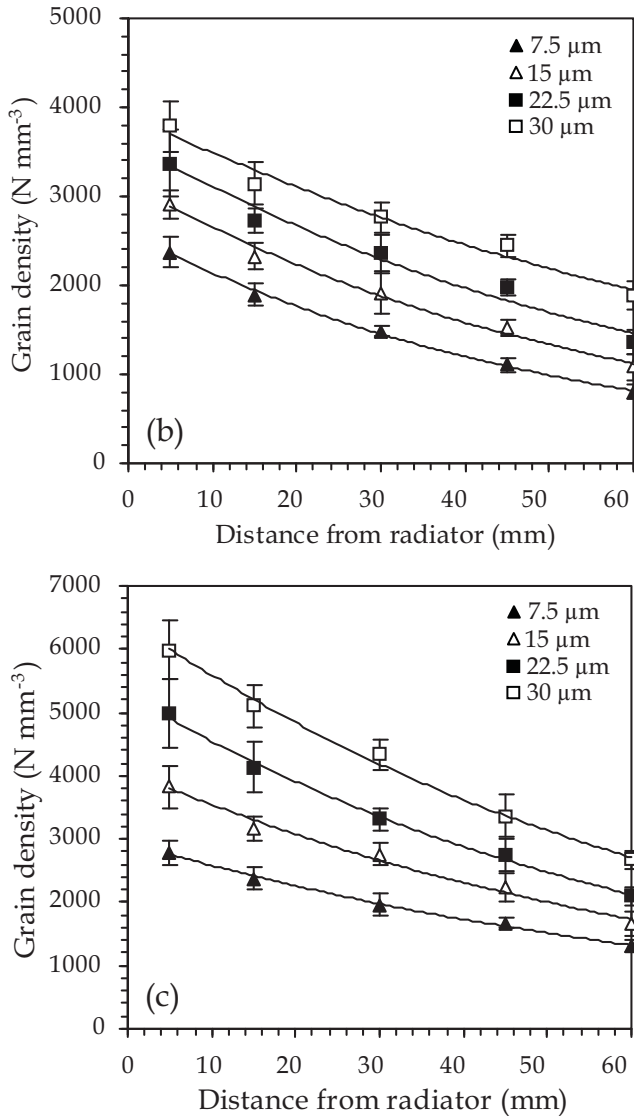 5000
4000
3000
2000
1000
0
Grain density (N mm-3)
7.5 µm
15 µm
22.5 µm
30 µm
(b)
0 10 20 30 40 50 60
Distance from radiator (mm)
7000
6000
5000
4000
3000
2000
1000
0
Grain density (N mm-3)
7.5 µm
15 µm
22.5 µm
30 µm
(c)
0 10 20 30 40 50 60
Distance from radiator (mm)